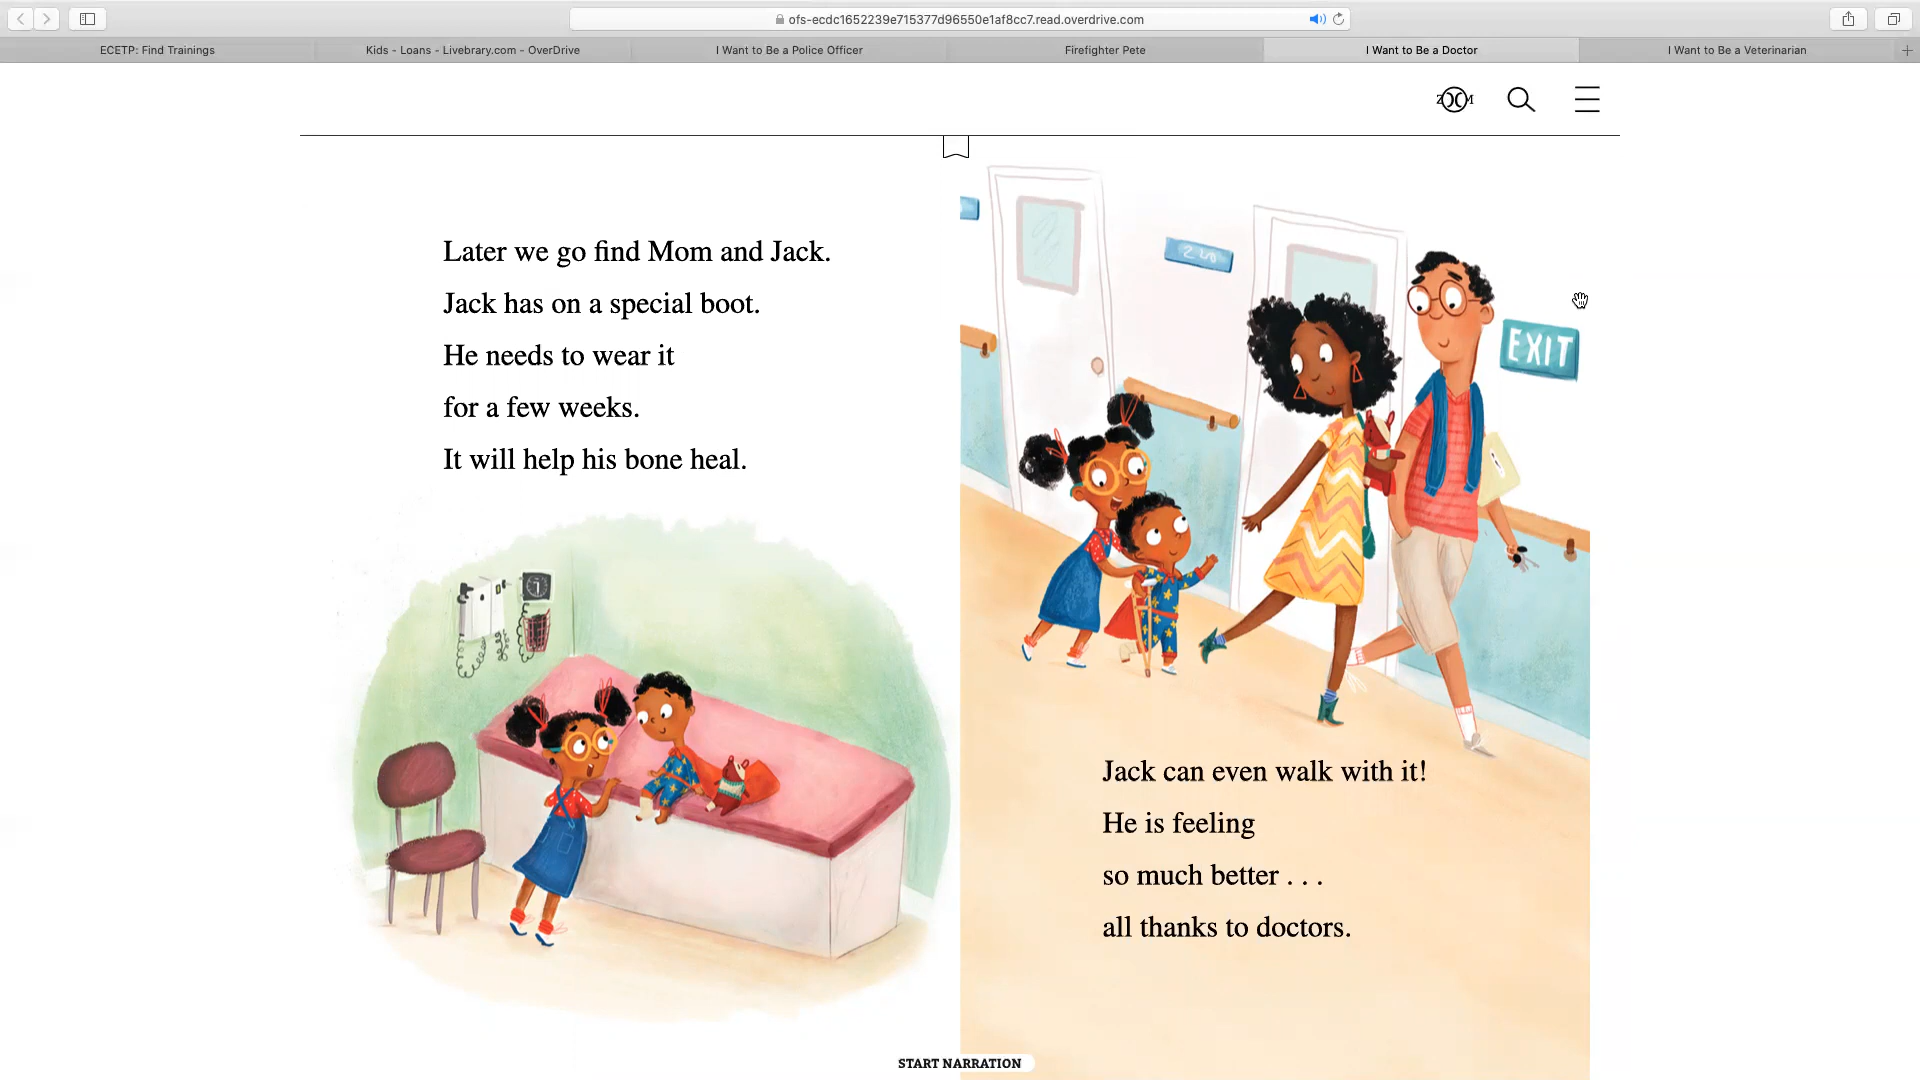 ofs-ecdc1652239e715377d96550e1af8cc7.read.overdrive.com
ECETP: Find Trainings
Kids - Loans - Livebrary.com - OverDrive
I Want to Be a Police Officer
Firefighter Pete
I Want to Be a Doctor
I Want to Be a Veterinarian
ZOOM
Later we go find Mom and Jack.
Jack has on a special boot.
He needs to wear it
for a few weeks.
It will help his bone heal.
220
EXIT
Jack can even walk with it!
He is feeling
so much better . . .
all thanks to doctors.
START NARRATION